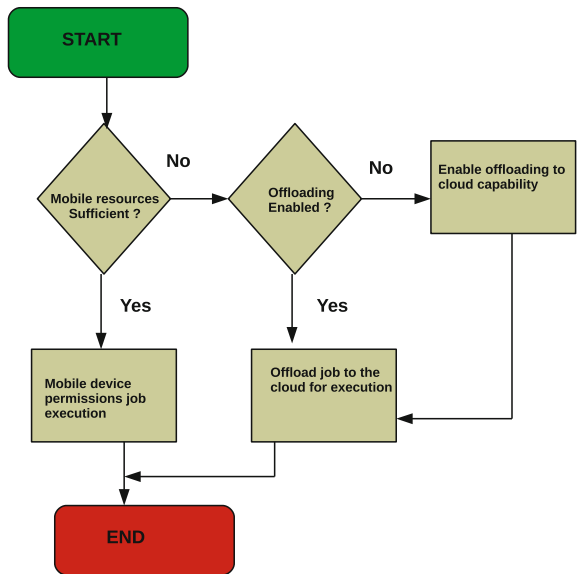 START
No
No
Mobile resources
Sufficient ?
Offloading
Enabled ?
Enable offloading to
cloud capability
Yes
Yes
Mobile device
permissions job
execution
Offload job to the
cloud for execution
END